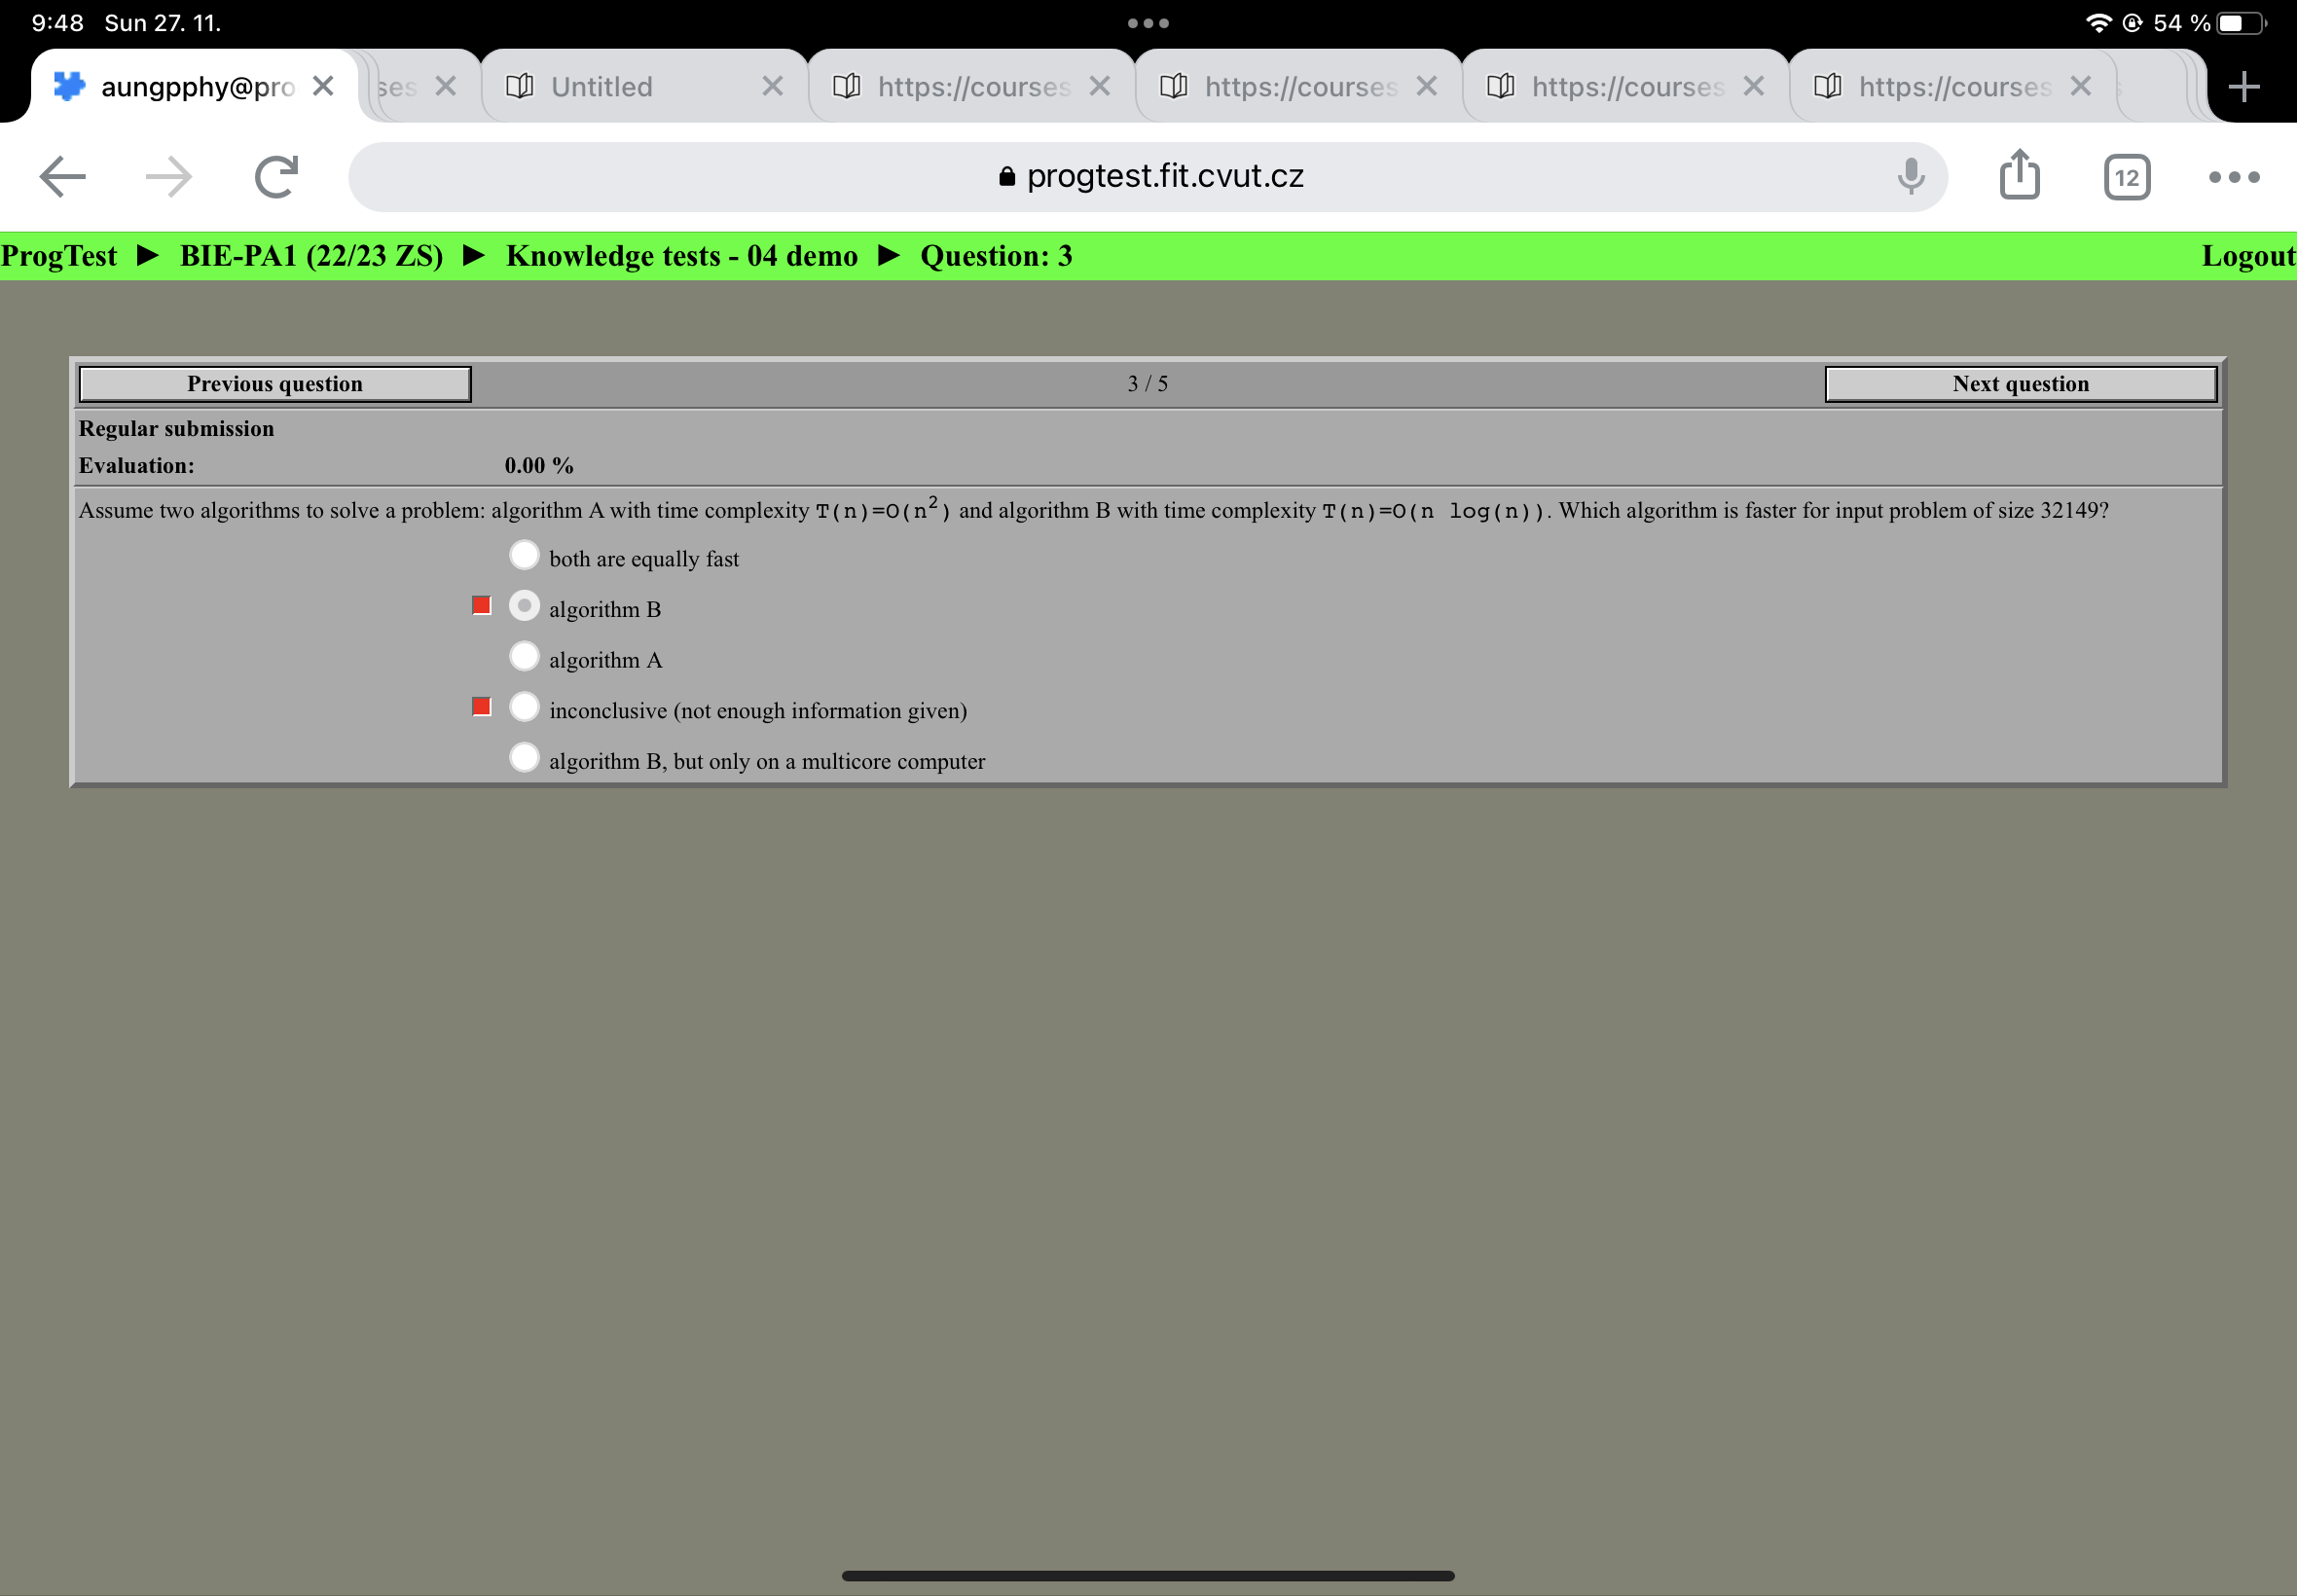 9:48 Sun 27. 11. 54 %
aungpphy@pro ses Untitled https://courses https://courses https://courses https://courses
progtest.fit.cvut.cz 12
ProgTest ► BIE-PA1 (22/23 ZS) ► Knowledge tests - 04 demo ► Question: 3 Logout
Previous question 3 / 5 Next question
Regular submission
Evaluation: 0.00 %
Assume two algorithms to solve a problem: algorithm A with time complexity T(n)=O(n²) and algorithm B with time complexity T(n)=O(n log(n)). Which algorithm is faster for input problem of size 32149?
both are equally fast
algorithm B
algorithm A
inconclusive (not enough information given)
algorithm B, but only on a multicore computer